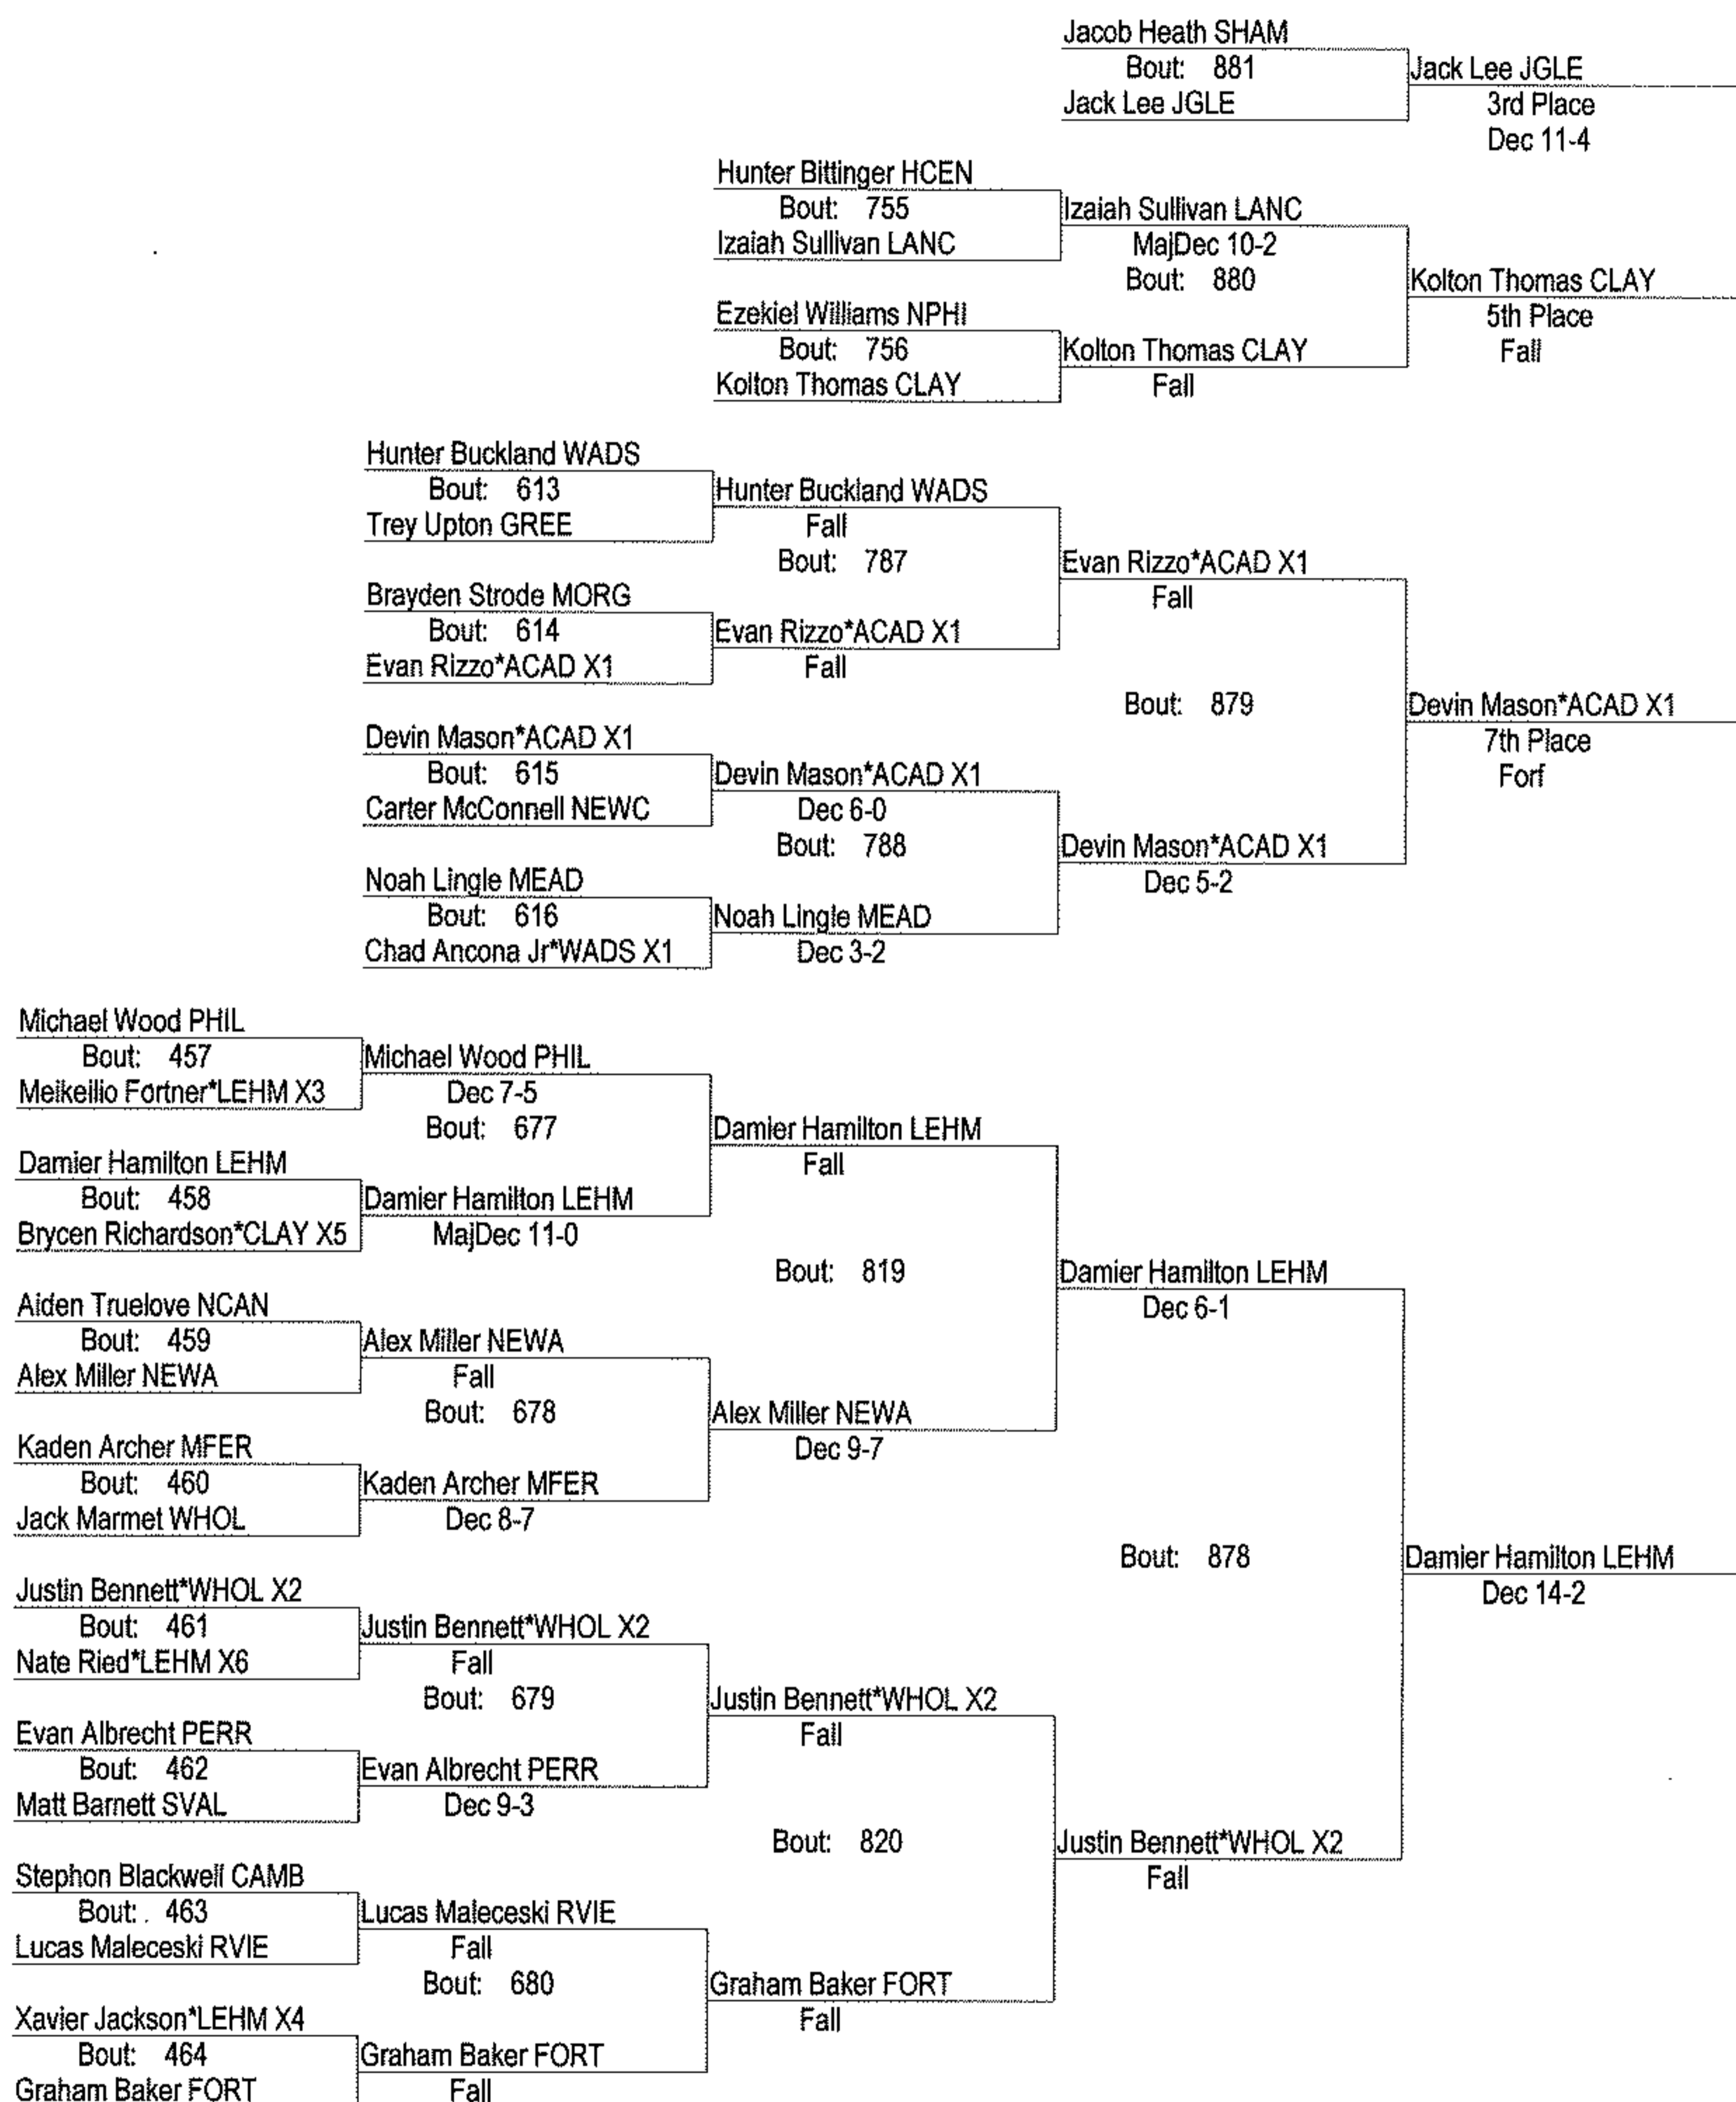 Jacob Heath SHAM
Bout: 881
Jack Lee JGLE
Jack Lee JGLE
3rd Place
Dec 11-4
Hunter Bittinger HCEN
Bout: 755
Izaiah Sullivan LANC
Izaiah Sullivan LANC
MajDec 10-2
Bout: 880
Ezekiel Williams NPHI
Bout: 756
Kolton Thomas CLAY
Kolton Thomas CLAY
Fall
Kolton Thomas CLAY
5th Place
Fall
Hunter Buckland WADS
Bout: 613
Trey Upton GREE
Hunter Buckland WADS
Fall
Bout: 787
Brayden Strode MORG
Bout: 614
Evan Rizzo*ACAD X1
Evan Rizzo*ACAD X1
Fall
Evan Rizzo*ACAD X1
Fall
Bout: 879
Devin Mason*ACAD X1
Bout: 615
Carter McConnell NEWC
Devin Mason*ACAD X1
Dec 6-0
Bout: 788
Noah Lingle MEAD
Bout: 616
Chad Ancona Jr*WADS X1
Noah Lingle MEAD
Dec 3-2
Devin Mason*ACAD X1
Dec 5-2
Devin Mason*ACAD X1
7th Place
Forf
Michael Wood PHIL
Bout: 457
Meikeilio Fortner*LEHM X3
Michael Wood PHIL
Dec 7-5
Bout: 677
Damier Hamilton LEHM
Bout: 458
Brycen Richardson*CLAY X5
Damier Hamilton LEHM
MajDec 11-0
Damier Hamilton LEHM
Fall
Bout: 819
Aiden Truelove NCAN
Bout: 459
Alex Miller NEWA
Alex Miller NEWA
Fall
Bout: 678
Kaden Archer MFER
Bout: 460
Jack Marmet WHOL
Kaden Archer MFER
Dec 8-7
Alex Miller NEWA
Dec 9-7
Damier Hamilton LEHM
Dec 6-1
Bout: 878
Justin Bennett*WHOL X2
Bout: 461
Nate Ried*LEHM X6
Justin Bennett*WHOL X2
Fall
Bout: 679
Evan Albrecht PERR
Bout: 462
Matt Barnett SVAL
Evan Albrecht PERR
Dec 9-3
Justin Bennett*WHOL X2
Fall
Bout: 820
Stephon Blackwell CAMB
Bout: 463
Lucas Maleceski RVIE
Lucas Maleceski RVIE
Fall
Bout: 680
Xavier Jackson*LEHM X4
Bout: 464
Graham Baker FORT
Graham Baker FORT
Fall
Graham Baker FORT
Fall
Justin Bennett*WHOL X2
Fall
Damier Hamilton LEHM
Dec 14-2